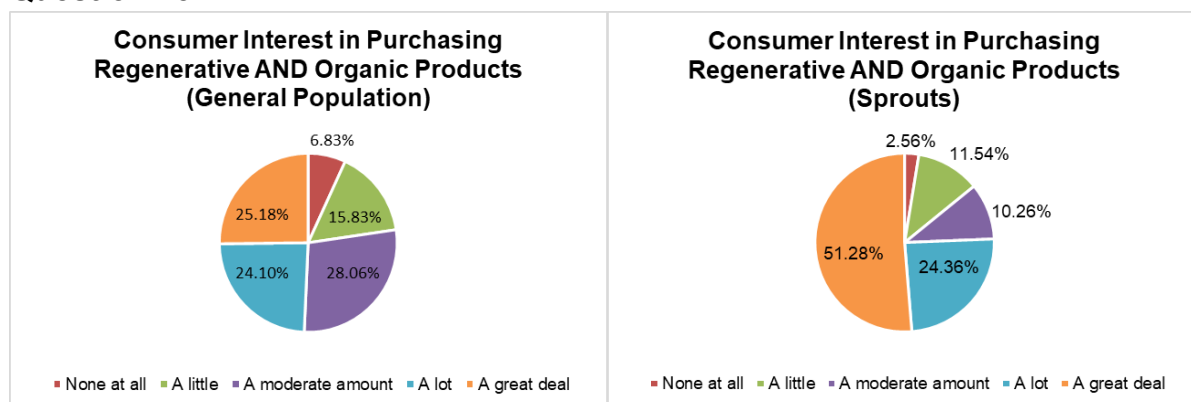 Consumer Interest in Purchasing
Regenerative AND Organic Products
(General Population)
6.83%
15.83%
28.06%
24.10%
25.18%
None at all A little A moderate amount A lot A great deal
Consumer Interest in Purchasing
Regenerative AND Organic Products
(Sprouts)
2.56%
11.54%
10.26%
24.36%
51.28%
None at all A little A moderate amount A lot A great deal